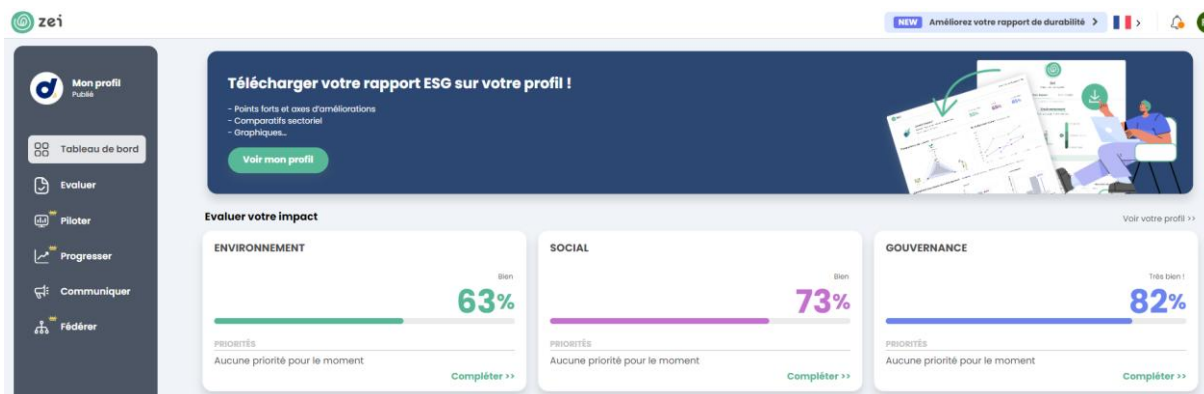 zei
NEW Améliorez votre rapport de durabilité >
Mon profil
Publié
Tableau de bord
Evaluer
Piloter
Progresser
Communiquer
Fédérer
Télécharger votre rapport ESG sur votre profil !
- Points forts et axes d'améliorations
- Comparatifs sectoriel
- Graphiques...
Voir mon profil
Evaluer votre impact
Voir votre profil >>
ENVIRONNEMENT
Bien
63%
PRIORITÉS
Aucune priorité pour le moment
Compléter >>
SOCIAL
Bien
73%
PRIORITÉS
Aucune priorité pour le moment
Compléter >>
GOUVERNANCE
Très bien !
82%
PRIORITÉS
Aucune priorité pour le moment
Compléter >>